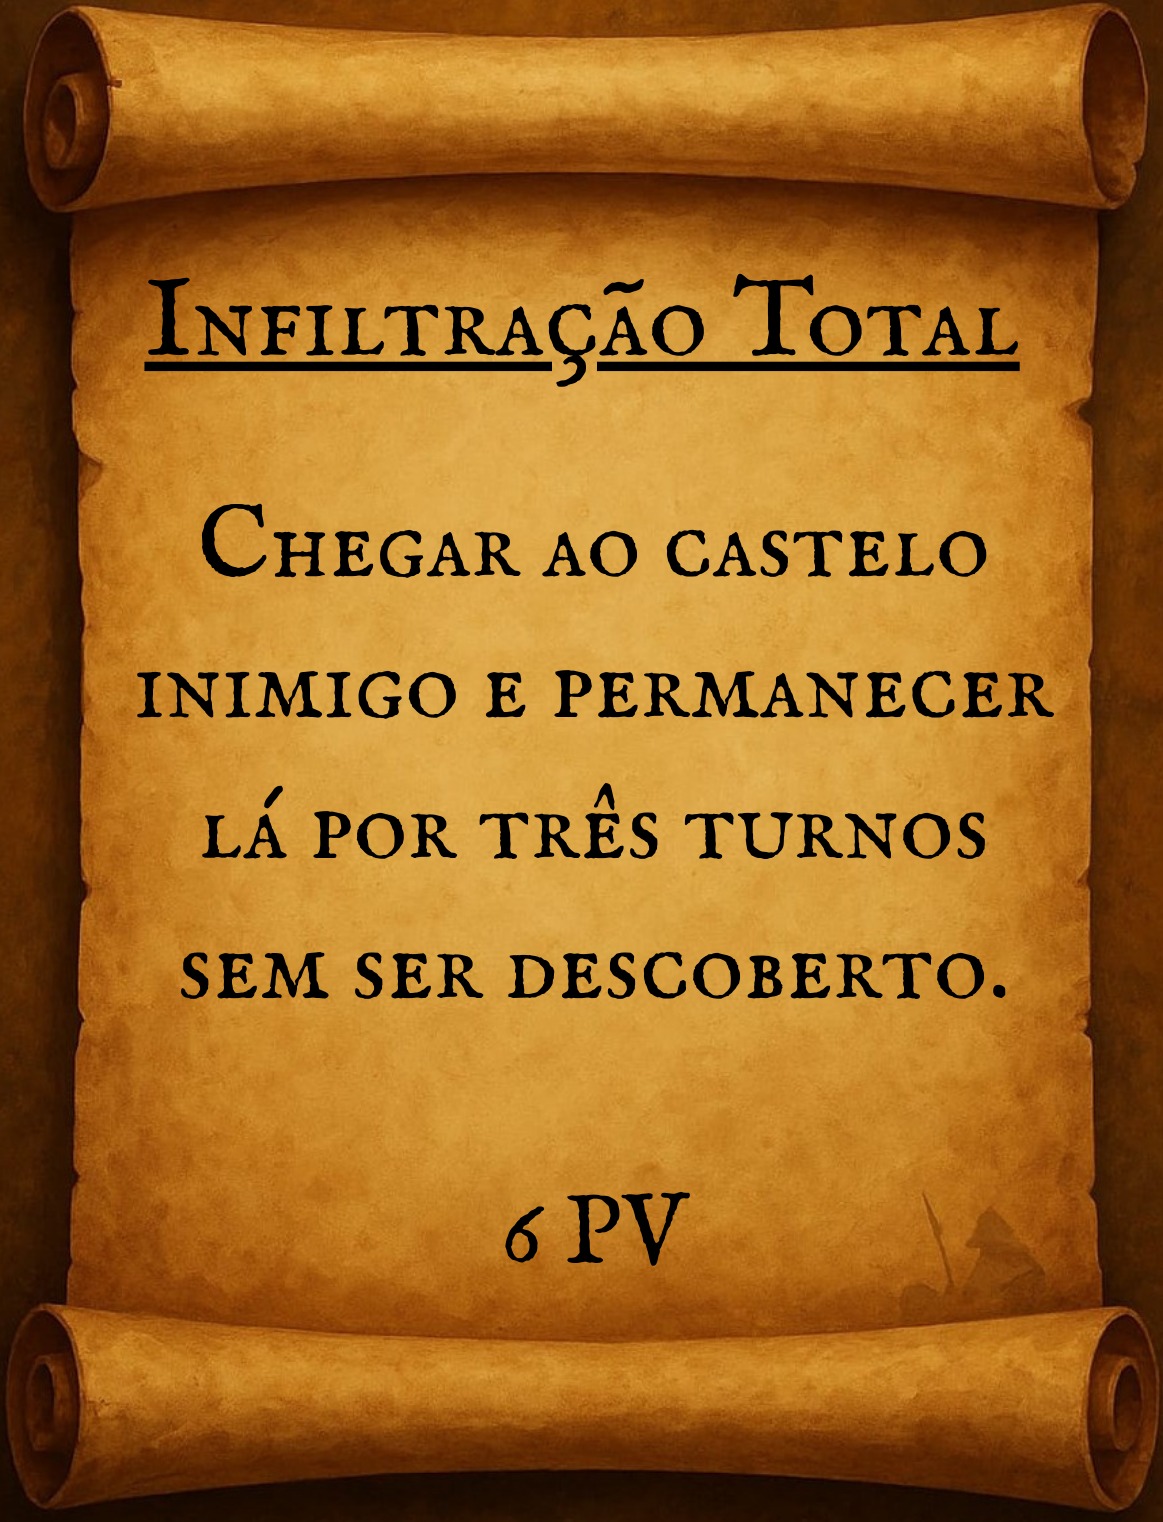 Infiltração Total
Chegar ao castelo
inimigo e permanecer
lá por três turnos
sem ser descoberto.
6 PV